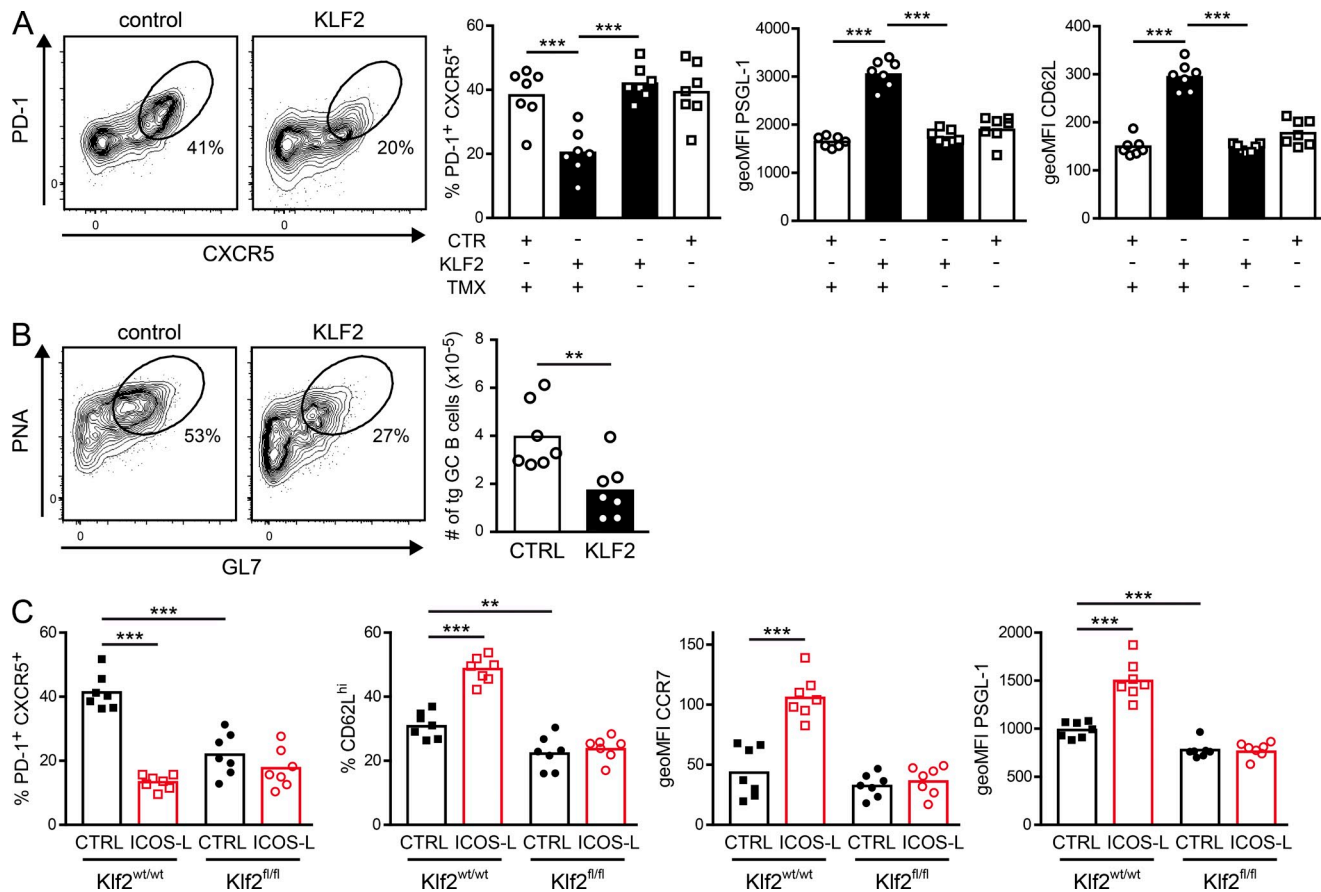 A
control
KLF2
PD-1
41%
20%
0
0
0
CXCR5
% PD-1⁺ CXCR5⁺
60
40
20
0
***
***
CTR + - - +
KLF2 - + + -
TMX + + - -
geoMFI PSGL-1
4000
3000
2000
1000
***
***
+ - - +
- + + -
+ + - -
geoMFI CD62L
400
300
200
100
***
***
+ - - +
- + + -
+ + - -
B
control
KLF2
PNA
53%
27%
0
0
0
GL7
# of tg GC B cells (x10⁻⁵)
8
6
4
2
0
**
CTRL KLF2
C
% PD-1⁺ CXCR5⁺
60
40
20
0
***
***
CTRL ICOS-L CTRL ICOS-L
Klf2ʷᵗ/ʷᵗ Klf2ᶠˡ/ᶠˡ
% CD62Lʰⁱ
60
40
20
0
**
***
CTRL ICOS-L CTRL ICOS-L
Klf2ʷᵗ/ʷᵗ Klf2ᶠˡ/ᶠˡ
geoMFI CCR7
150
100
50
0
***
CTRL ICOS-L CTRL ICOS-L
Klf2ʷᵗ/ʷᵗ Klf2ᶠˡ/ᶠˡ
geoMFI PSGL-1
2000
1500
1000
500
0
***
***
CTRL ICOS-L CTRL ICOS-L
Klf2ʷᵗ/ʷᵗ Klf2ᶠˡ/ᶠˡ